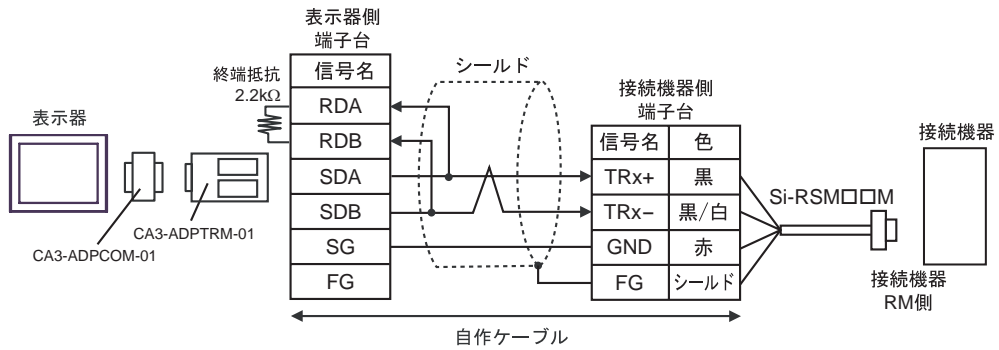 表示器側
端子台
信号名
RDA
RDB
SDA
SDB
SG
FG
終端抵抗
2.2kΩ
シールド
表示器
CA3-ADPCOM-01
CA3-ADPTRM-01
接続機器側
端子台
信号名 色
TRx+ 黒
TRx− 黒/白
GND 赤
FG シールド
Si-RSM□□M
接続機器
接続機器
RM側
自作ケーブル